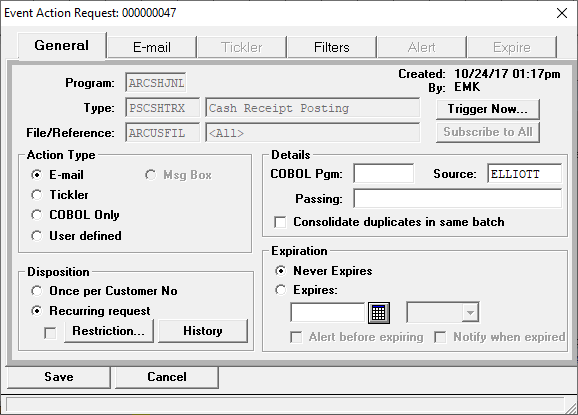 Event Action Request: 000000047
General E-mail Tickler Filters Alert Expire
Program: ARCSHJNL Created: 10/24/17 01:17pm
By: EMK
Type: PSCSHTRX Cash Receipt Posting Trigger Now...
File/Reference: ARCUSFIL <All> Subscribe to All
Action Type
E-mail Msg Box
Tickler
COBOL Only
User defined
Details
COBOL Pgm: Source: ELLIOTT
Passing:
Consolidate duplicates in same batch
Disposition
Once per Customer No
Recurring request
Restriction... History
Expiration
Never Expires
Expires:
Alert before expiring Notify when expired
Save Cancel